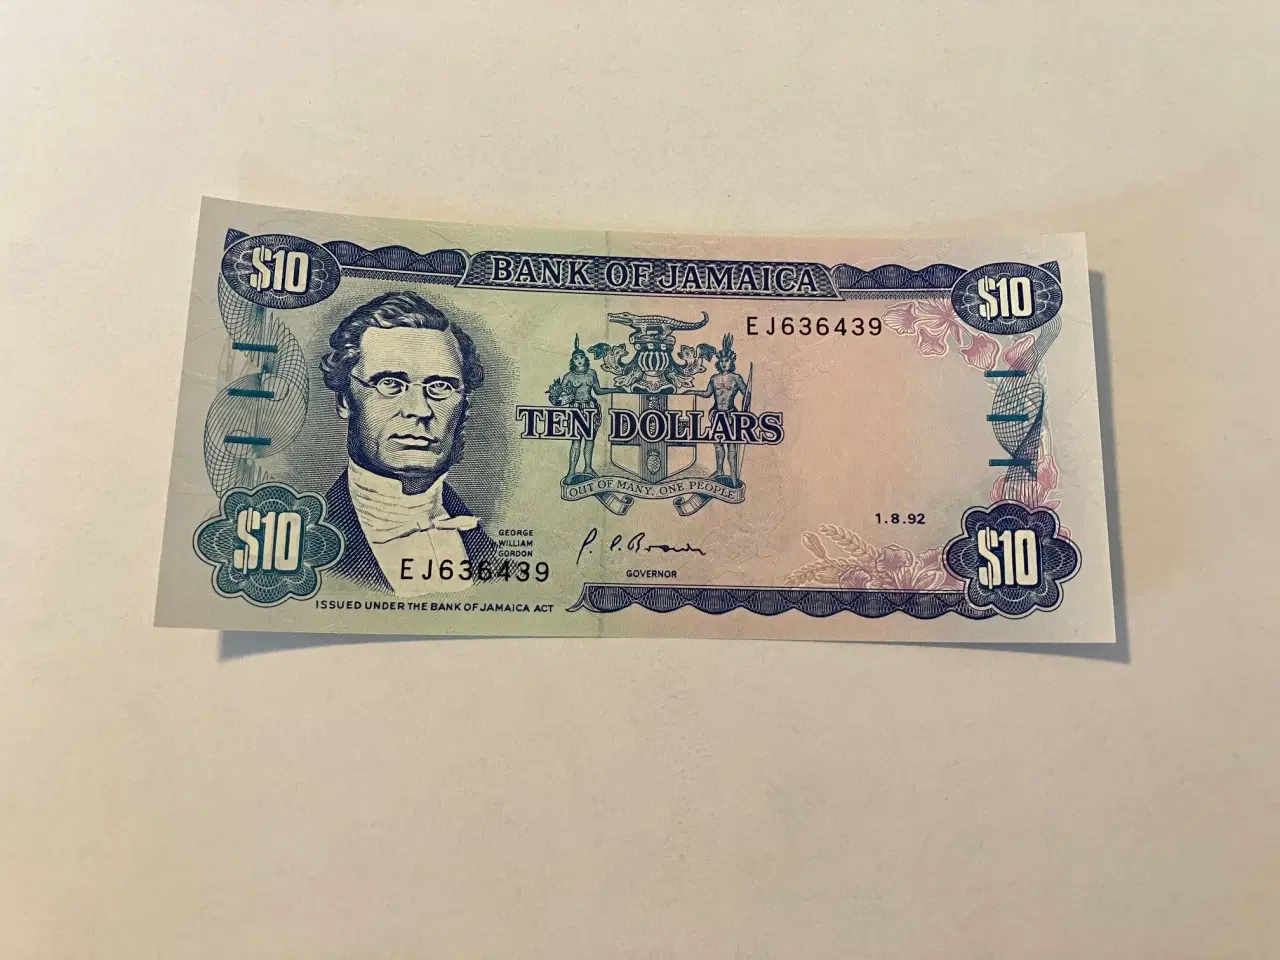 $10
BANK OF JAMAICA
$10
EJ636439
TEN DOLLARS
OUT OF MANY, ONE PEOPLE
1.8.92
$10
GEORGE
WILLIAM
GORDON
EJ636439
P. P. Brown
GOVERNOR
$10
ISSUED UNDER THE BANK OF JAMAICA ACT